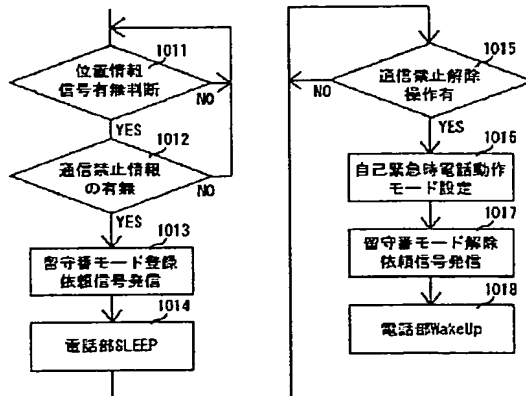 1011
位置情報
信号有無判断
NO
YES
1012
通信禁止情報
の有無
NO
YES
1013
留守番モード登録
依頼信号発信
1014
電話部SLEEP
1015
通信禁止解除
操作有
NO
YES
1016
自己緊急時電話動作
モード設定
1017
留守番モード解除
依頼信号発信
1018
電話部WakeUp